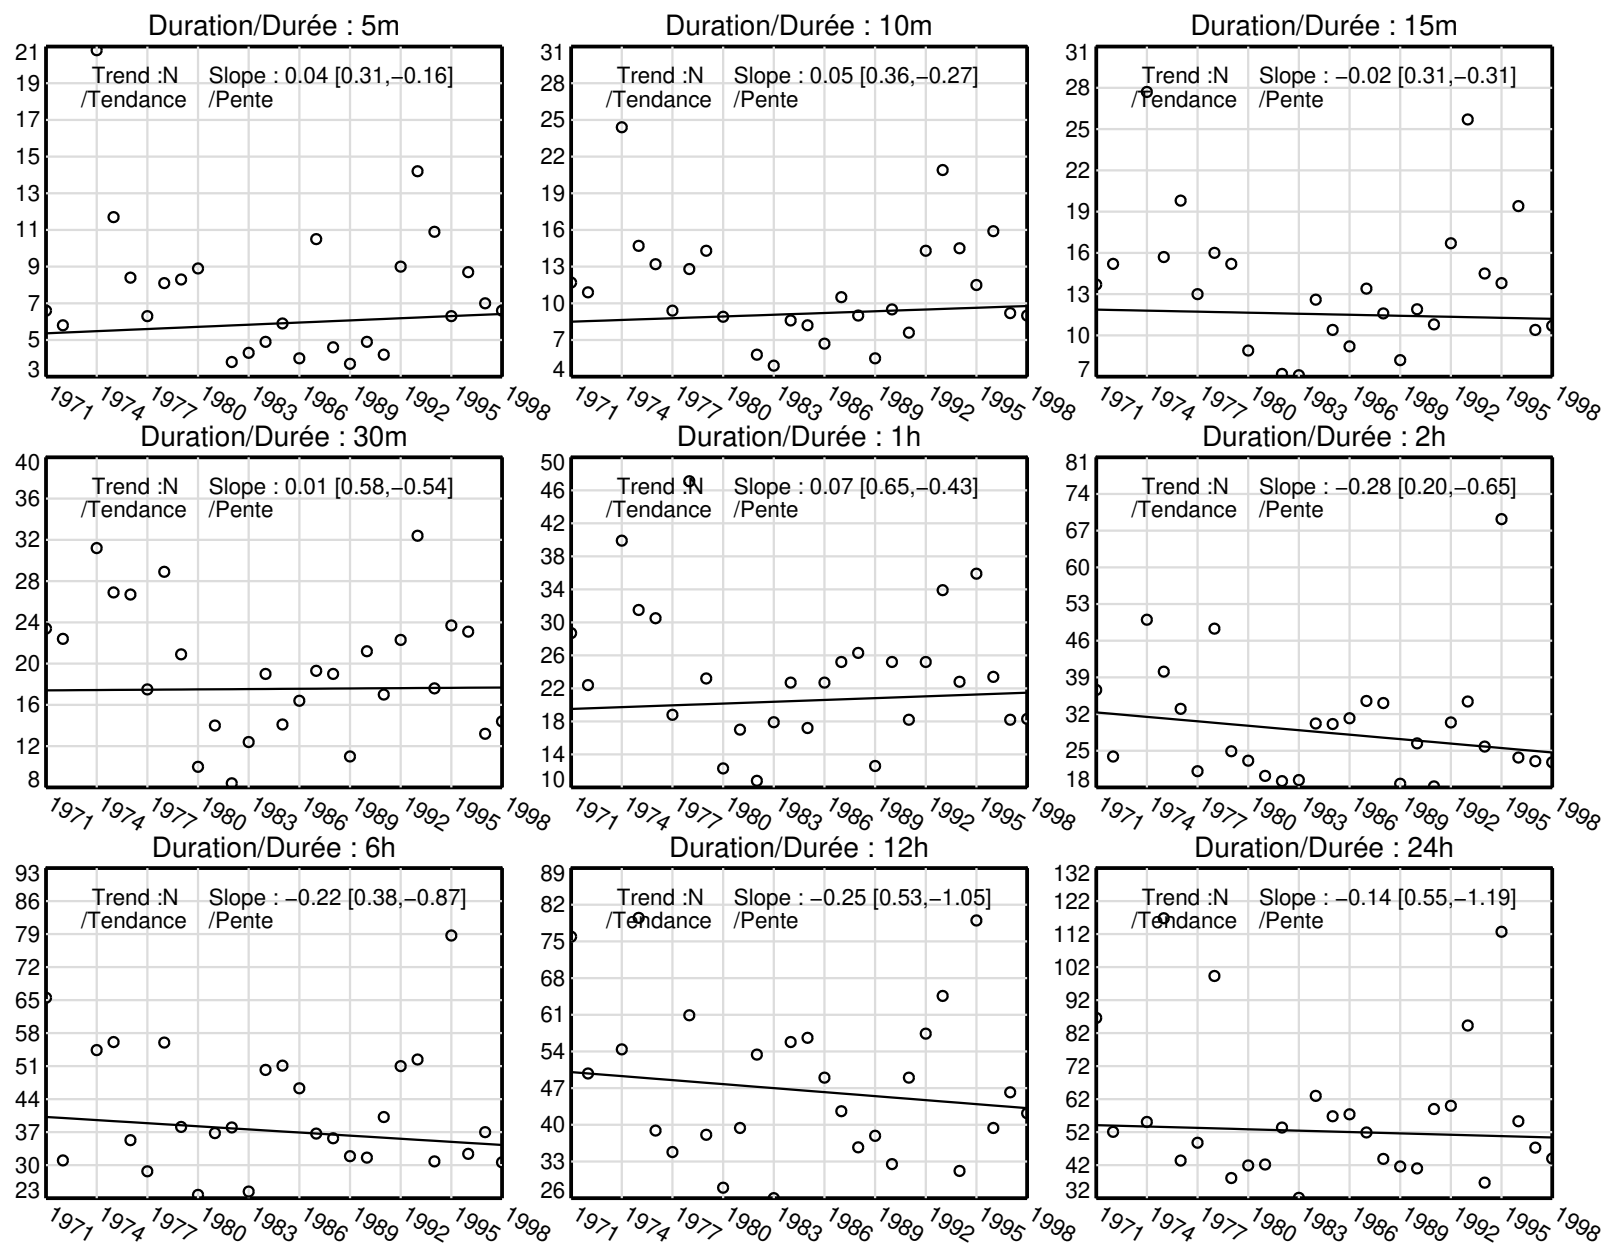 Duration/Durée : 5m
21
19
17
15
13
11
9
7
5
3
Trend :N Slope : 0.04 [0.31,−0.16]
/Tendance /Pente
1971 1974 1977 1980 1983 1986 1989 1992 1995 1998
Duration/Durée : 10m
31
28
25
22
19
16
13
10
7
4
Trend :N Slope : 0.05 [0.36,−0.27]
/Tendance /Pente
1971 1974 1977 1980 1983 1986 1989 1992 1995 1998
Duration/Durée : 15m
31
28
25
22
19
16
13
10
7
Trend :N Slope : −0.02 [0.31,−0.31]
/Tendance /Pente
1971 1974 1977 1980 1983 1986 1989 1992 1995 1998
Duration/Durée : 30m
40
36
32
28
24
20
16
12
8
Trend :N Slope : 0.01 [0.58,−0.54]
/Tendance /Pente
1971 1974 1977 1980 1983 1986 1989 1992 1995 1998
Duration/Durée : 1h
50
46
42
38
34
30
26
22
18
14
10
Trend :N Slope : 0.07 [0.65,−0.43]
/Tendance /Pente
1971 1974 1977 1980 1983 1986 1989 1992 1995 1998
Duration/Durée : 2h
81
74
67
60
53
46
39
32
25
18
Trend :N Slope : −0.28 [0.20,−0.65]
/Tendance /Pente
1971 1974 1977 1980 1983 1986 1989 1992 1995 1998
Duration/Durée : 6h
93
86
79
72
65
58
51
44
37
30
23
Trend :N Slope : −0.22 [0.38,−0.87]
/Tendance /Pente
1971 1974 1977 1980 1983 1986 1989 1992 1995 1998
Duration/Durée : 12h
89
82
75
68
61
54
47
40
33
26
Trend :N Slope : −0.25 [0.53,−1.05]
/Tendance /Pente
1971 1974 1977 1980 1983 1986 1989 1992 1995 1998
Duration/Durée : 24h
132
122
112
102
92
82
72
62
52
42
32
Trend :N Slope : −0.14 [0.55,−1.19]
/Tendance /Pente
1971 1974 1977 1980 1983 1986 1989 1992 1995 1998